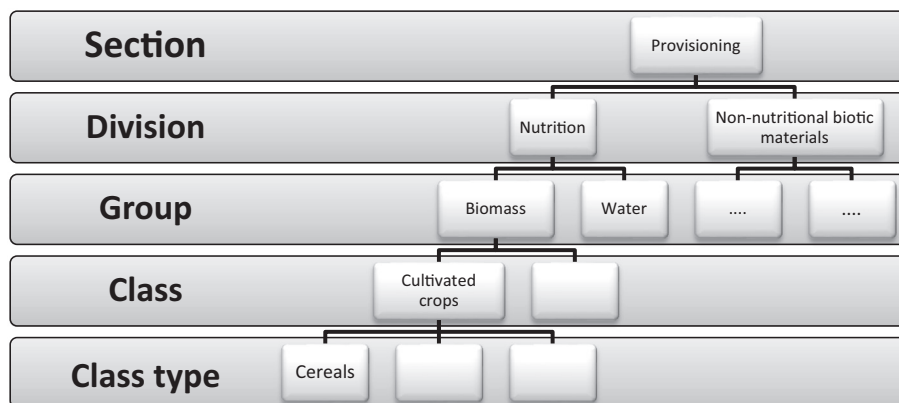 Section
Provisioning
Division
Nutrition
Non-nutritional biotic
materials
Group
Biomass
Water
....
....
Class
Cultivated
crops
Class type
Cereals